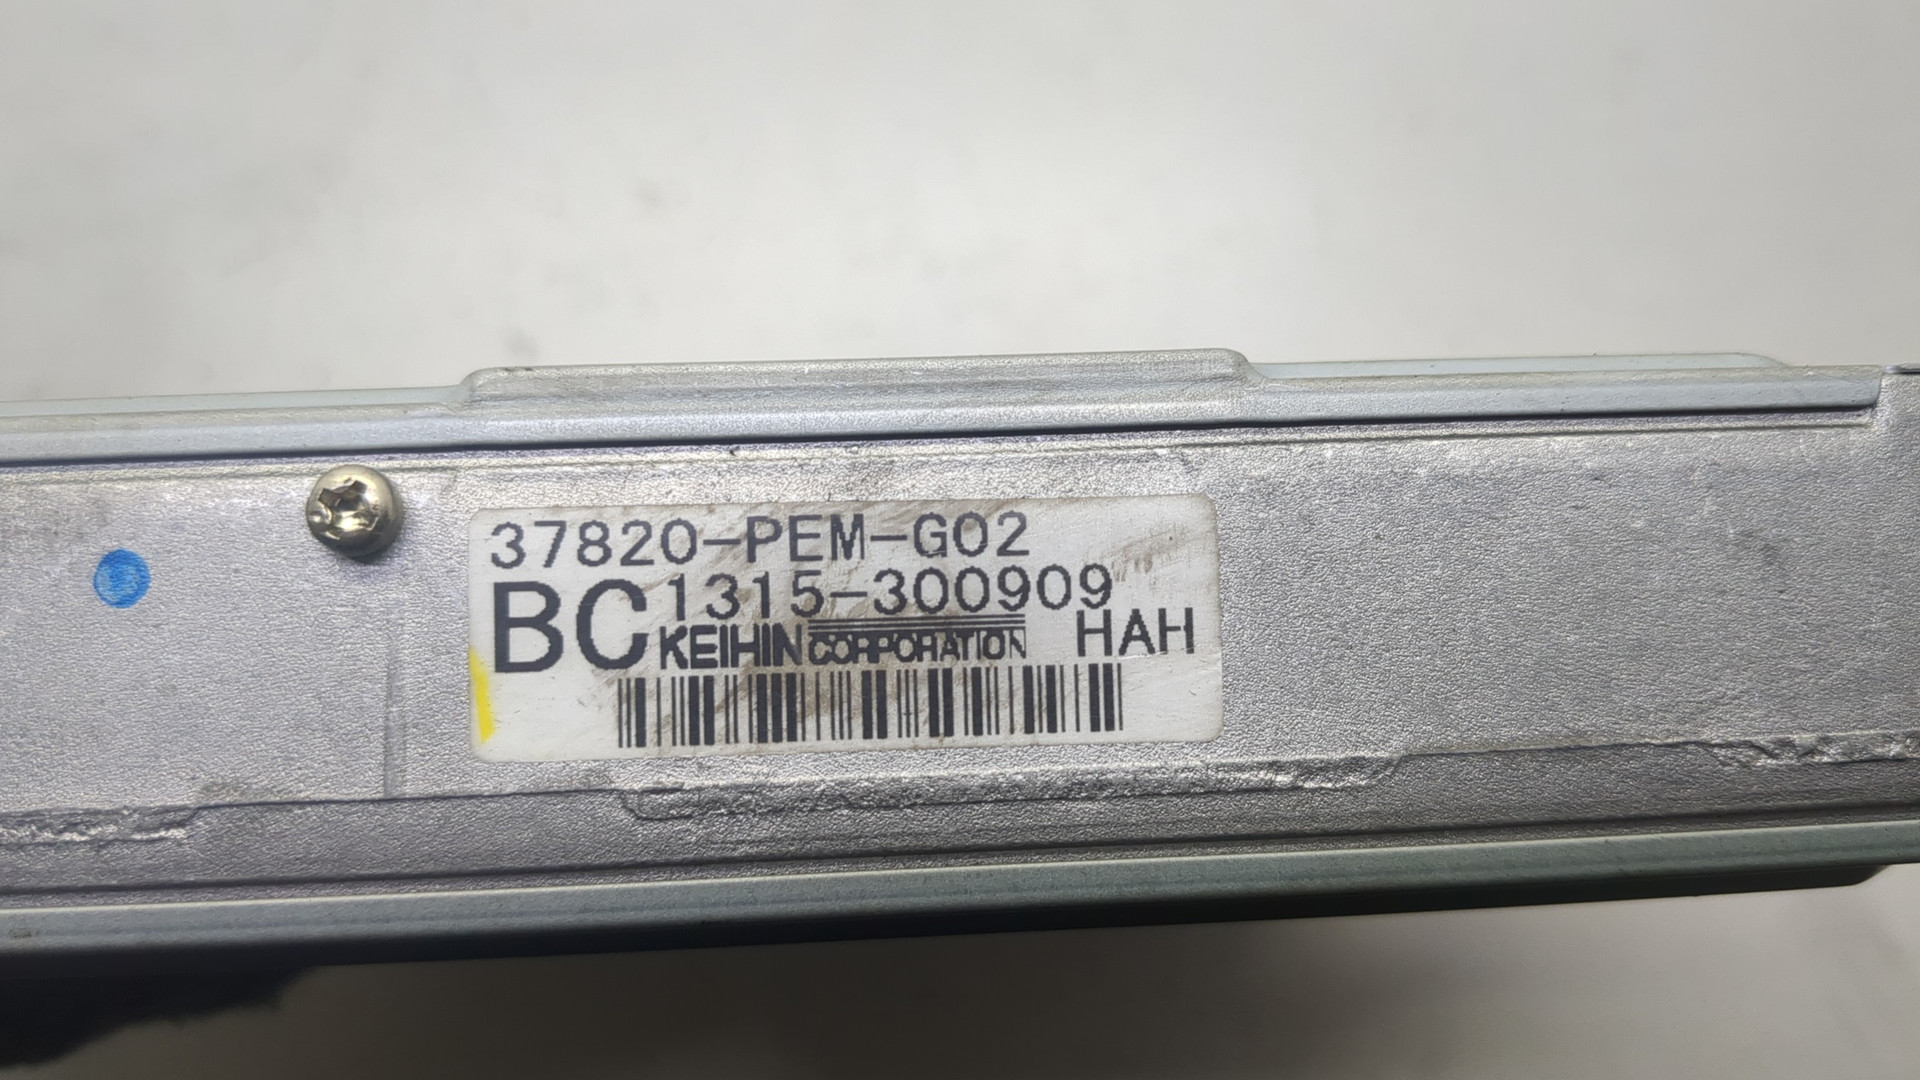 37820-PEM-G02
BC 1315-300909
KEIHIN CORPORATION HAH